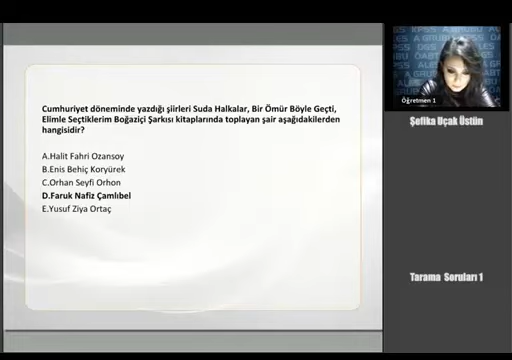 Cumhuriyet döneminde yazdığı şiirleri Suda Halkalar, Bir Ömür Böyle Geçti,
Elimle Seçtiklerim Boğaziçi Şarkısı kitaplarında toplayan şair aşağıdakilerden
hangisidir?
A.Halit Fahri Ozansoy
B.Enis Behiç Koryürek
C.Orhan Seyfi Orhon
D.Faruk Nafiz Çamlıbel
E.Yusuf Ziya Ortaç
Öğretmen 1
Şefika Uçak Üstün
Tarama Soruları 1